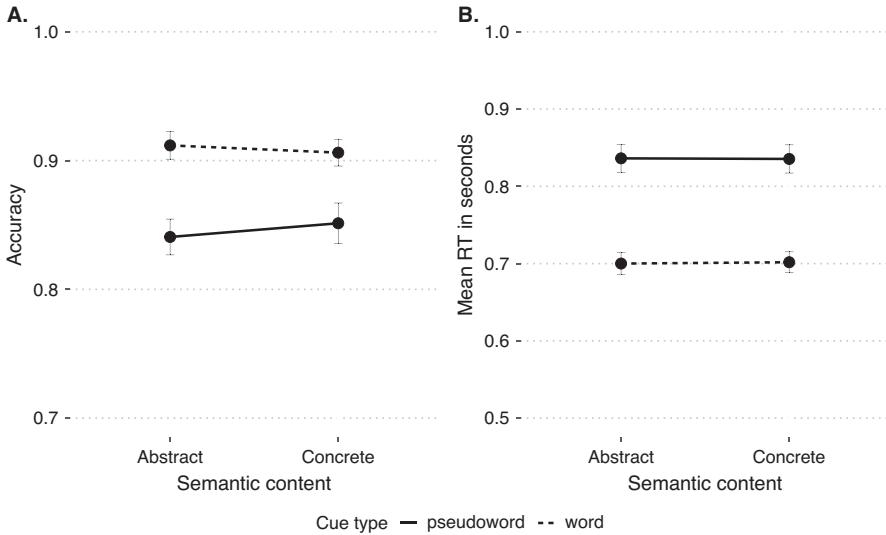 A.
1.0
0.9
0.8
0.7
Accuracy
Abstract Concrete
Semantic content
B.
1.0
0.9
0.8
0.7
0.6
0.5
Mean RT in seconds
Abstract Concrete
Semantic content
Cue type pseudoword word